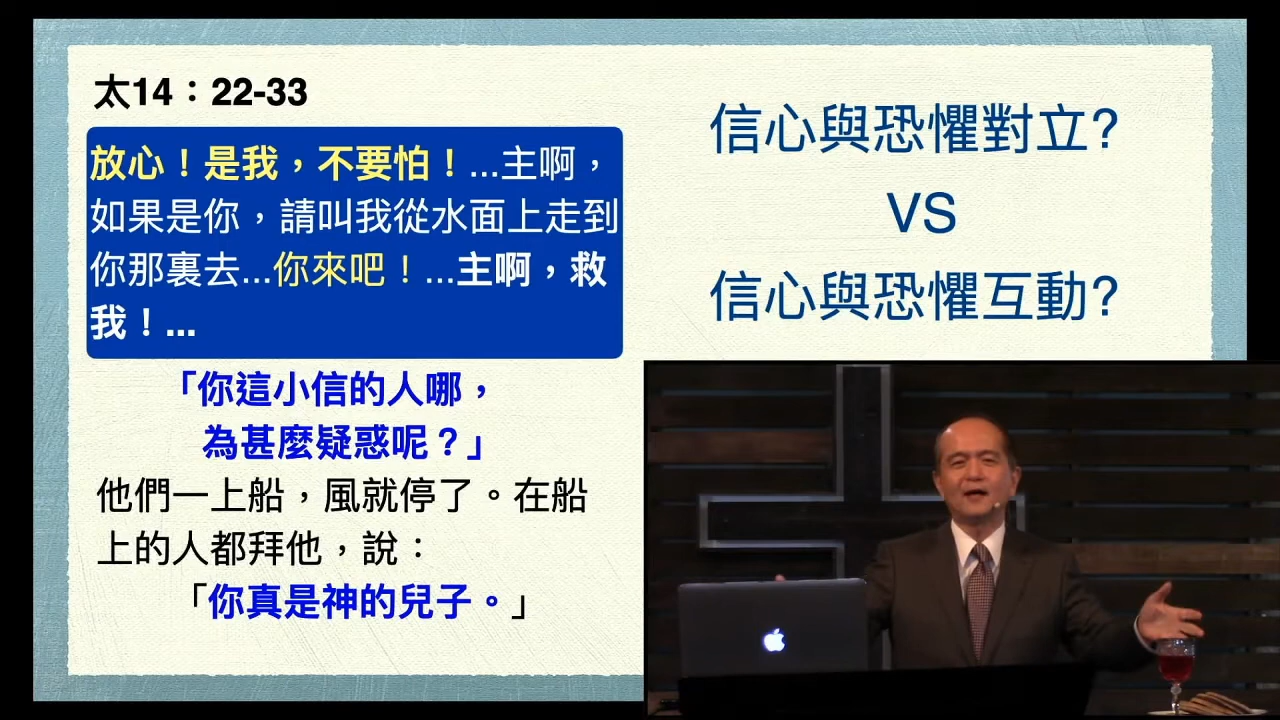 太14：22-33
放心！是我，不要怕！...主啊，
如果是你，請叫我從水面上走到
你那裏去...你來吧！...主啊，救
我！...
「你這小信的人哪，
為甚麼疑惑呢？」
他們一上船，風就停了。在船
上的人都拜他，說：
「你真是神的兒子。」
信心與恐懼對立?
VS
信心與恐懼互動?